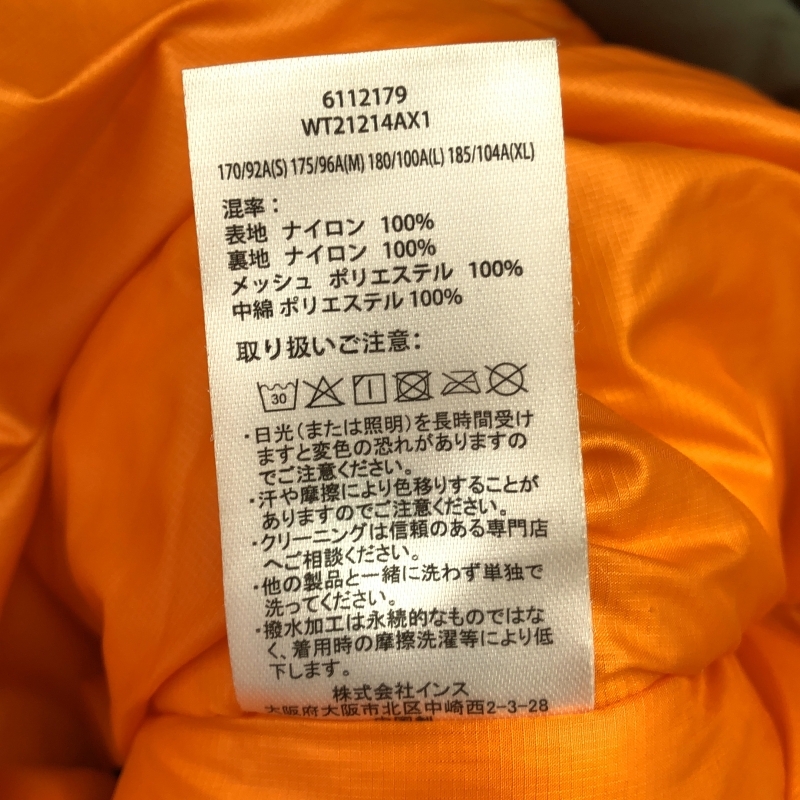 6112179
WT21214AX1
170/92A(S) 175/96A(M) 180/100A(L) 185/104A(XL)
混率：
表地 ナイロン 100%
裏地 ナイロン 100%
メッシュ ポリエステル 100%
中綿 ポリエステル 100%
取り扱いご注意：
30
・日光（または照明）を長時間受け
ますと変色の恐れがありますの
でご注意ください。
・汗や摩擦により色移りすることが
ありますのでご注意ください。
・クリーニングは信頼のある専門店
へご相談ください。
・他の製品と一緒に洗わず単独で
洗ってください。
・撥水加工は永続的なものではな
く、着用時の摩擦洗濯等により低
下します。
株式会社インス
大阪府大阪市北区中崎西2-3-28